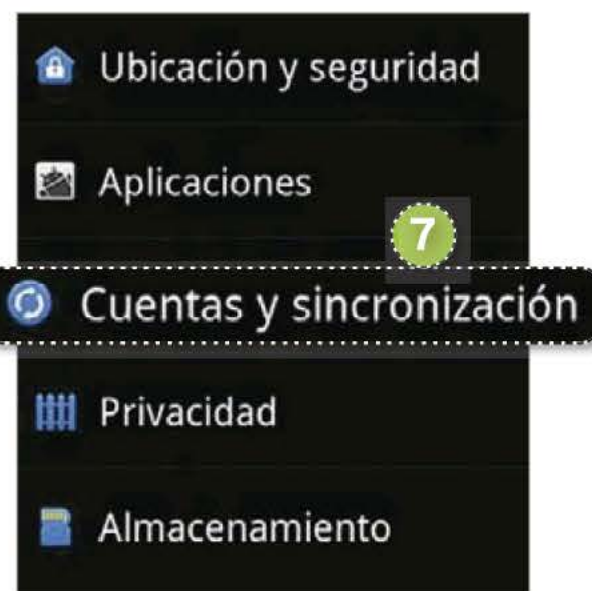 Ubicación y seguridad
Aplicaciones
7
Cuentas y sincronización
Privacidad
Almacenamiento